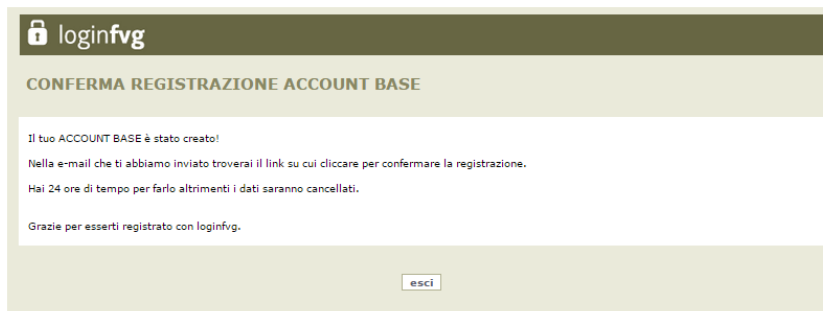 loginfvg
CONFERMA REGISTRAZIONE ACCOUNT BASE
Il tuo ACCOUNT BASE è stato creato!
Nella e-mail che ti abbiamo inviato troverai il link su cui cliccare per confermare la registrazione.
Hai 24 ore di tempo per farlo altrimenti i dati saranno cancellati.
Grazie per esserti registrato con loginfvg.
esci